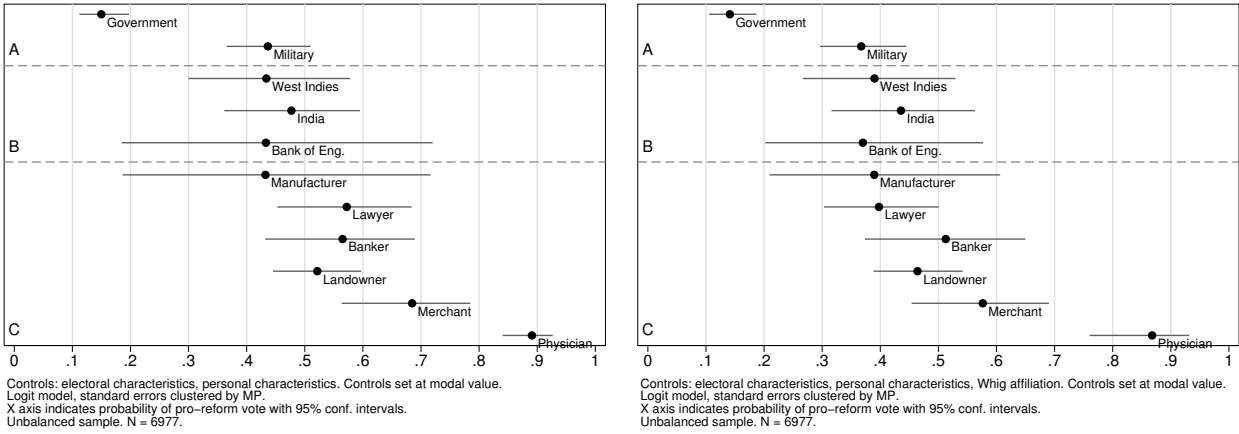 Government
A
Military
West Indies
India
B
Bank of Eng.
Manufacturer
Lawyer
Banker
Landowner
Merchant
C
Physician
0 .1 .2 .3 .4 .5 .6 .7 .8 .9 1
Controls: electoral characteristics, personal characteristics. Controls set at modal value.
Logit model, standard errors clustered by MP.
X axis indicates probability of pro−reform vote with 95% conf. intervals.
Unbalanced sample. N = 6977.
Government
A
Military
West Indies
India
B
Bank of Eng.
Manufacturer
Lawyer
Banker
Landowner
Merchant
C
Physician
0 .1 .2 .3 .4 .5 .6 .7 .8 .9 1
Controls: electoral characteristics, personal characteristics, Whig affiliation. Controls set at modal value.
Logit model, standard errors clustered by MP.
X axis indicates probability of pro−reform vote with 95% conf. intervals.
Unbalanced sample. N = 6977.